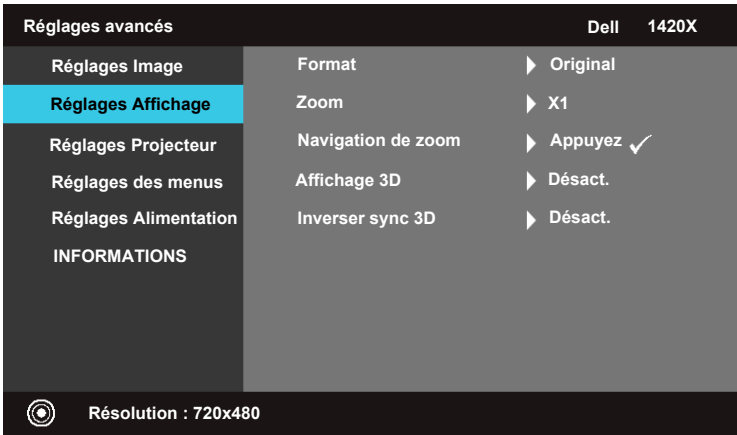 Réglages avancés Dell 1420X
Réglages Image Format Original
Réglages Affichage Zoom X1
Réglages Projecteur Navigation de zoom Appuyez
Réglages des menus Affichage 3D Désact.
Réglages Alimentation Inverser sync 3D Désact.
INFORMATIONS
Résolution : 720x480